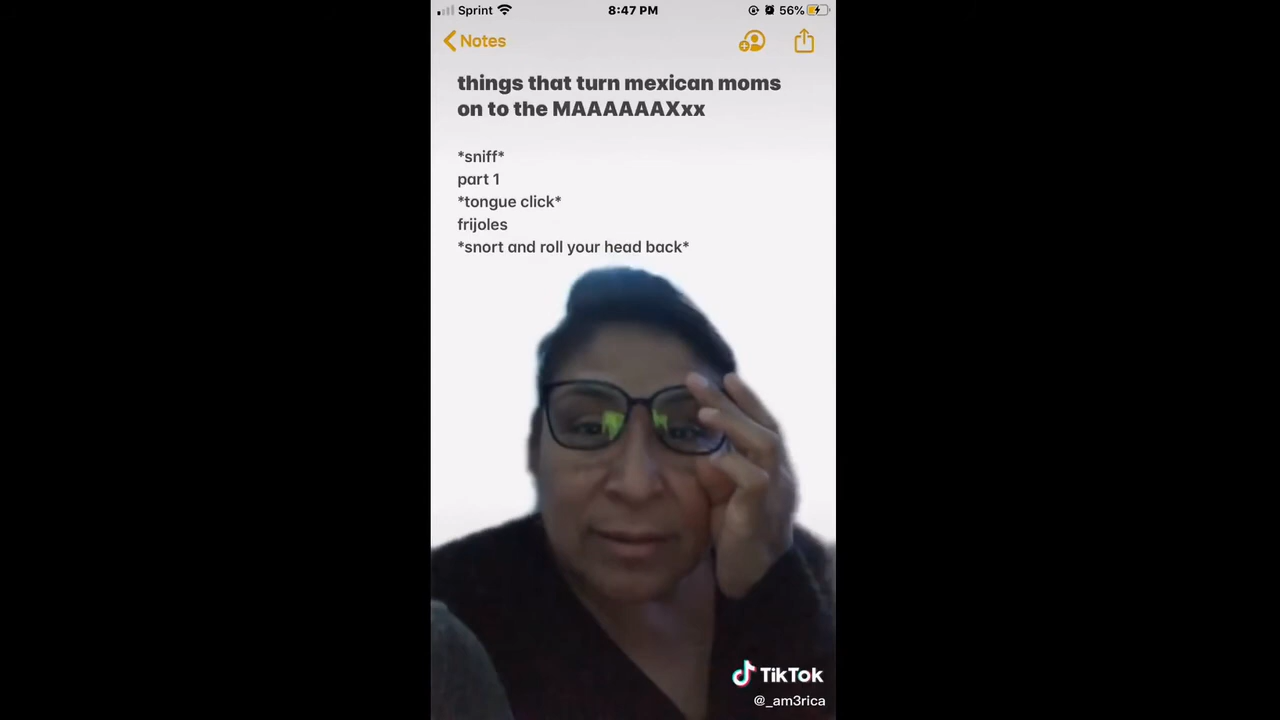 Sprint 8:47 PM 56%
Notes
things that turn mexican moms
on to the MAAAAAAXxx
*sniff*
part 1
*tongue click*
frijoles
*snort and roll your head back*
TikTok
@_am3rica